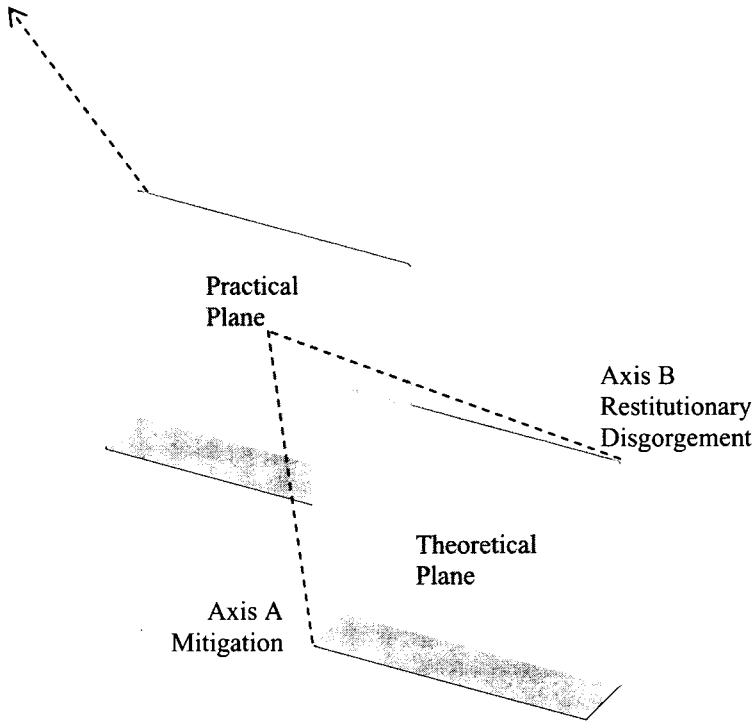 Practical
Plane
Axis B
Restitutionary
Disgorgement
Theoretical
Plane
Axis A
Mitigation